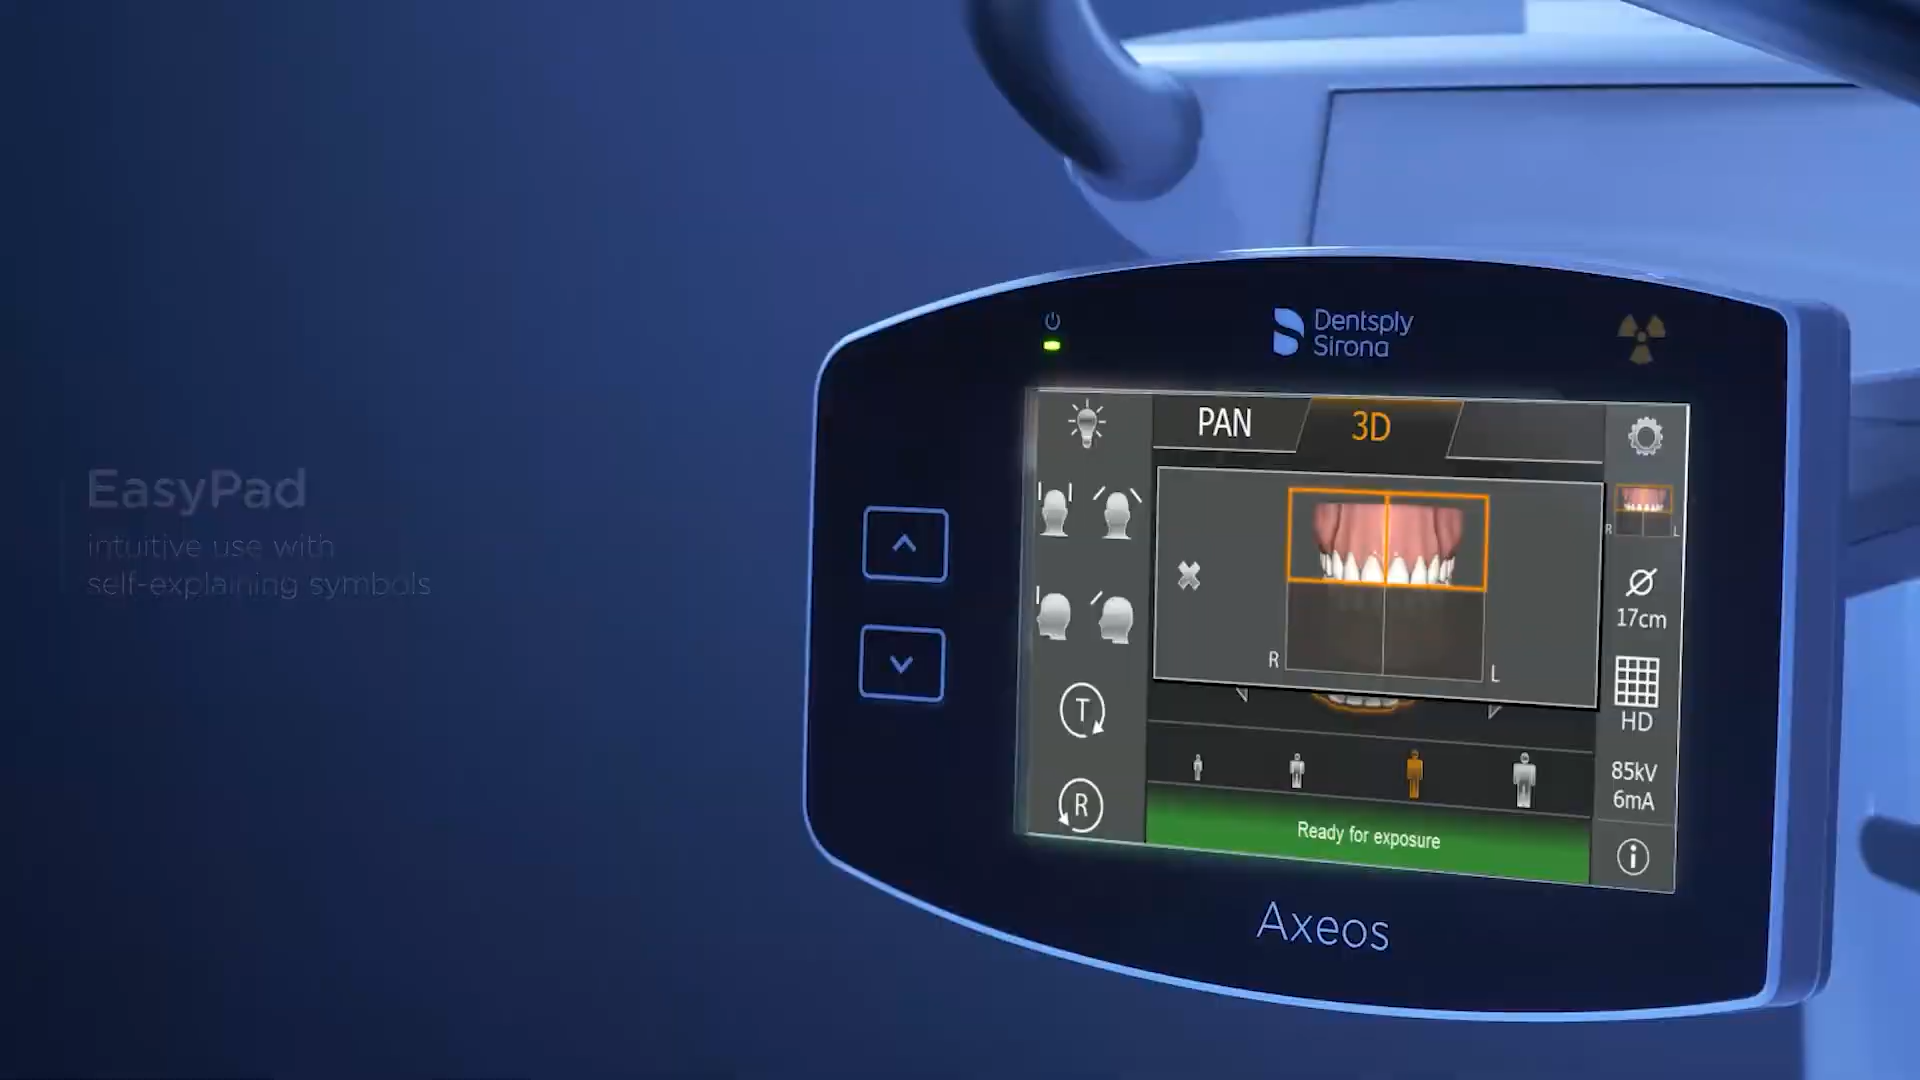 EasyPad
intuitive use with
self-explaining symbols
Dentsply
Sirona
PAN
3D
R
L
R
L
17cm
HD
85kV
6mA
T
R
Ready for exposure
Axeos